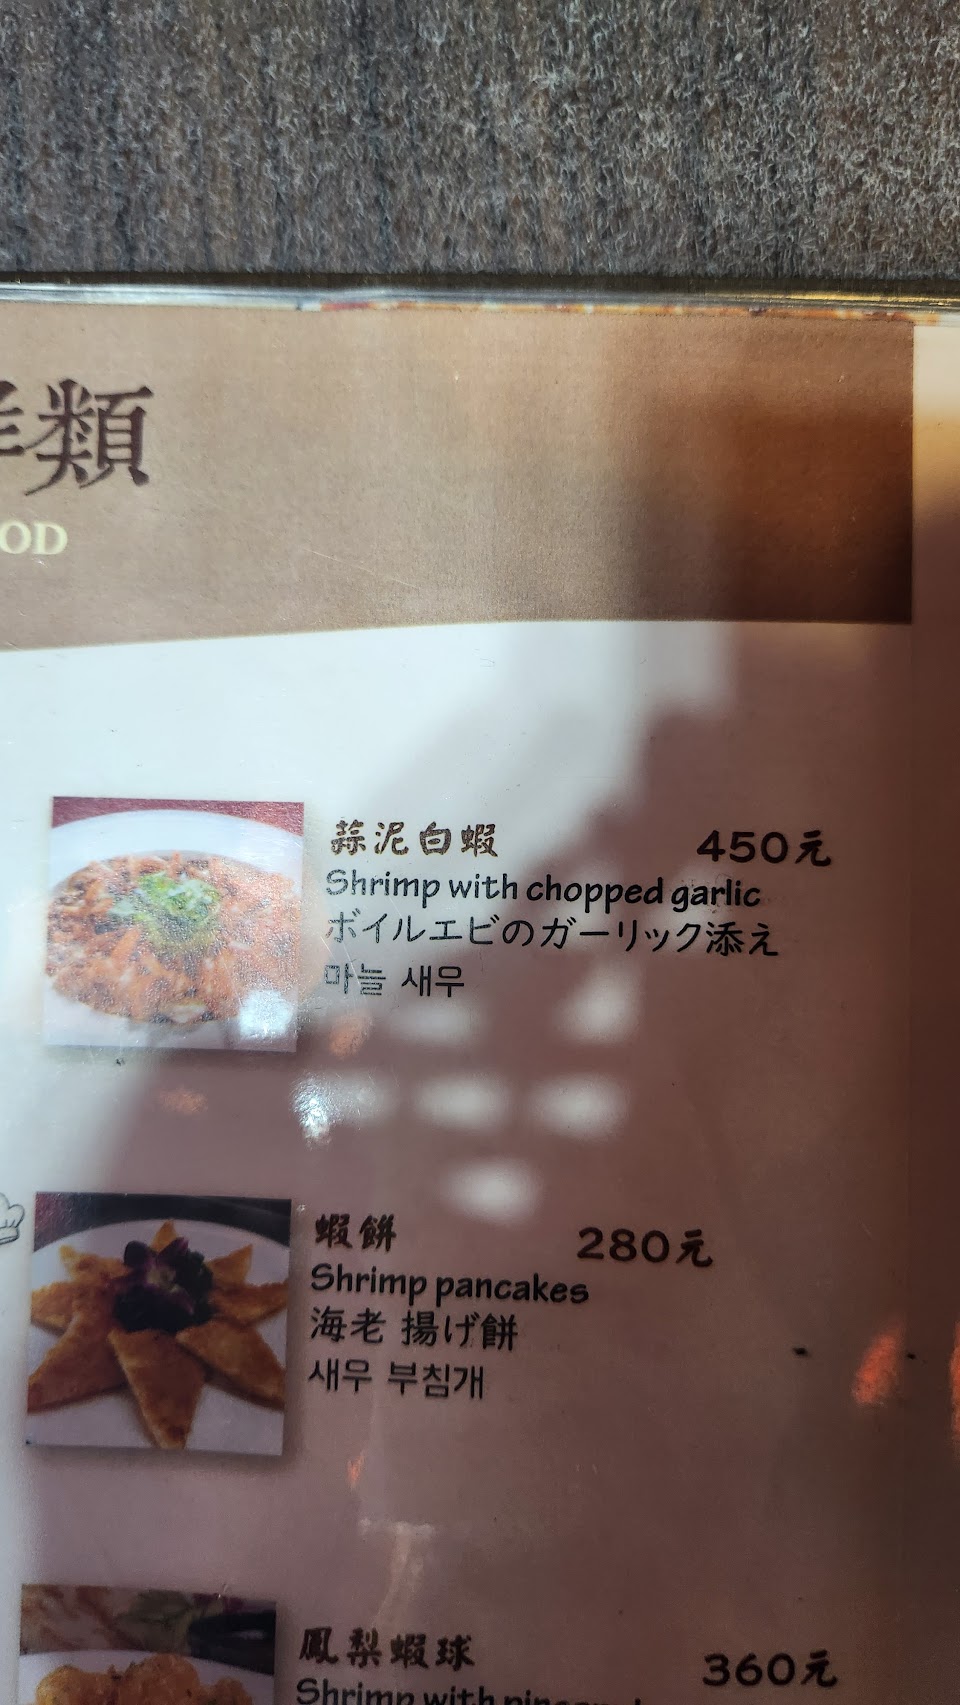 類
OD
蒜泥白蝦 450元
Shrimp with chopped garlic
ボイルエビのガーリック添え
마늘 새우
蝦餅 280元
Shrimp pancakes
海老 揚げ餅
새우 부침개
鳳梨蝦球 360元
Shrimp with